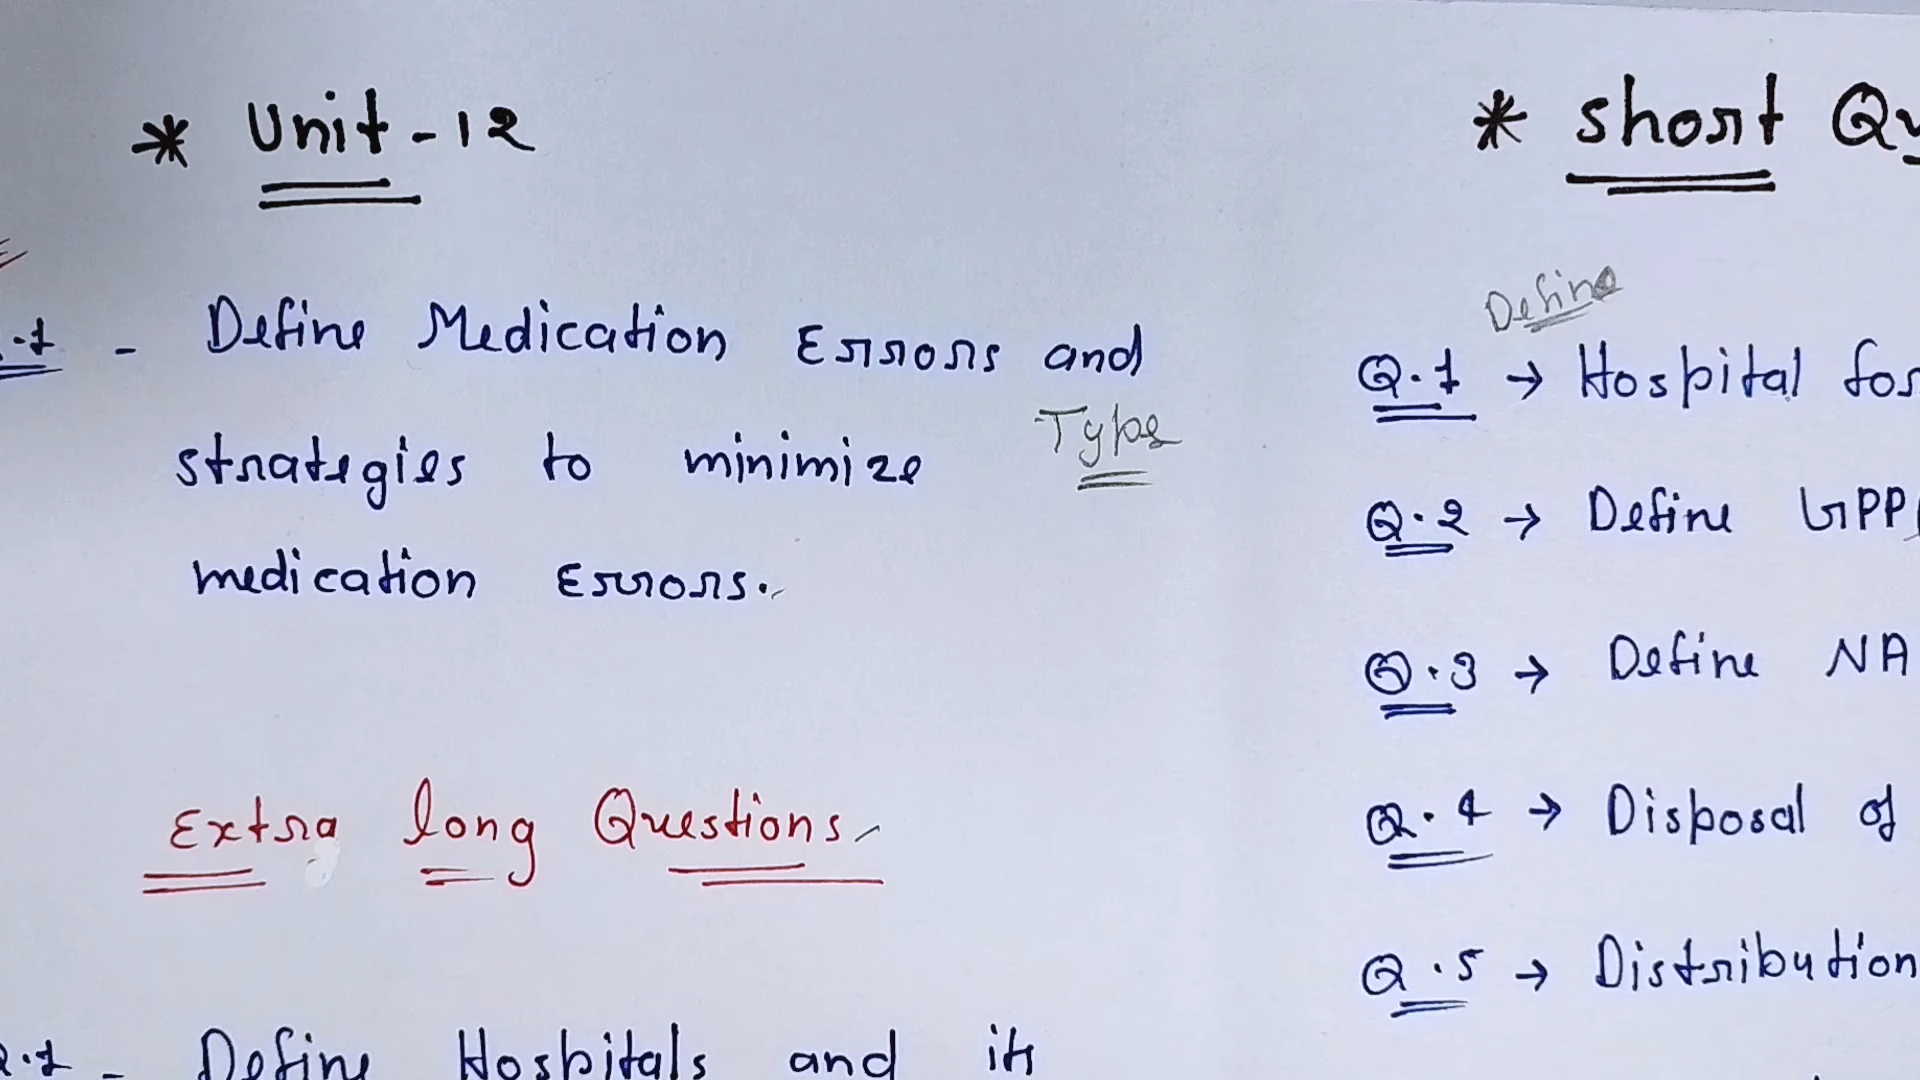 * Unit-12
.1 - Define Medication Errors and
Types
strategies to minimize
medication Errors.
Extra long Questions
Q.1 - Define Hospitals and its
* Short
Define
Q.1 → Hospital for
Q.2 → Define GPP
Q.3 → Define NA
Q.4 → Disposal of
Q.5 → Distribution